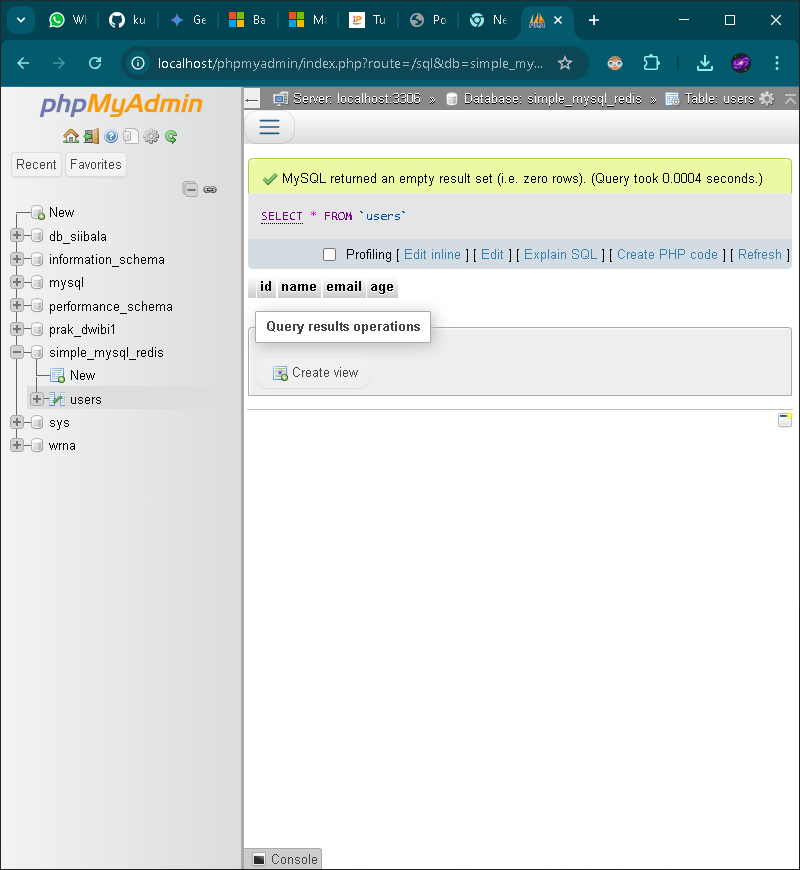 Wl
ku
Ge
Ba
Ma
Tu
Po
Ne
localhost/phpmyadmin/index.php?route=/sql&db=simple_my...
phpMyAdmin
Recent
Favorites
New
db_siibala
information_schema
mysql
performance_schema
prak_dwibi1
simple_mysql_redis
New
users
sys
wrna
Server: localhost:3306 » Database: simple_mysql_redis » Table: users
MySQL returned an empty result set (i.e. zero rows). (Query took 0.0004 seconds.)
SELECT * FROM `users`
Profiling [ Edit inline ] [ Edit ] [ Explain SQL ] [ Create PHP code ] [ Refresh ]
id name email age
Query results operations
Create view
Console